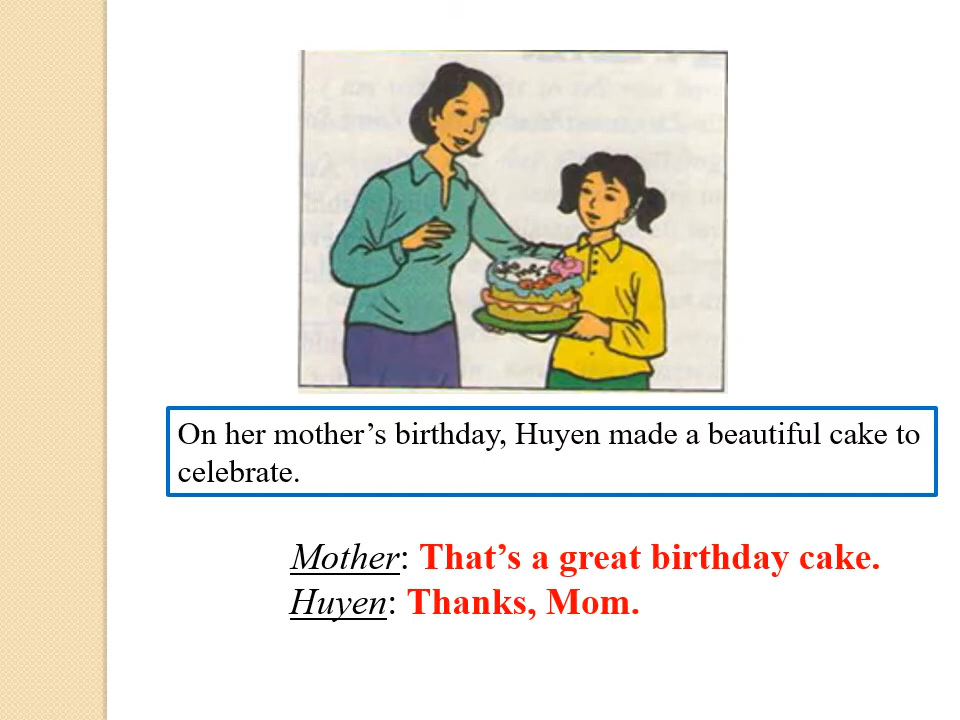 On her mother’s birthday, Huyen made a beautiful cake to
celebrate.
Mother: That’s a great birthday cake.
Huyen: Thanks, Mom.